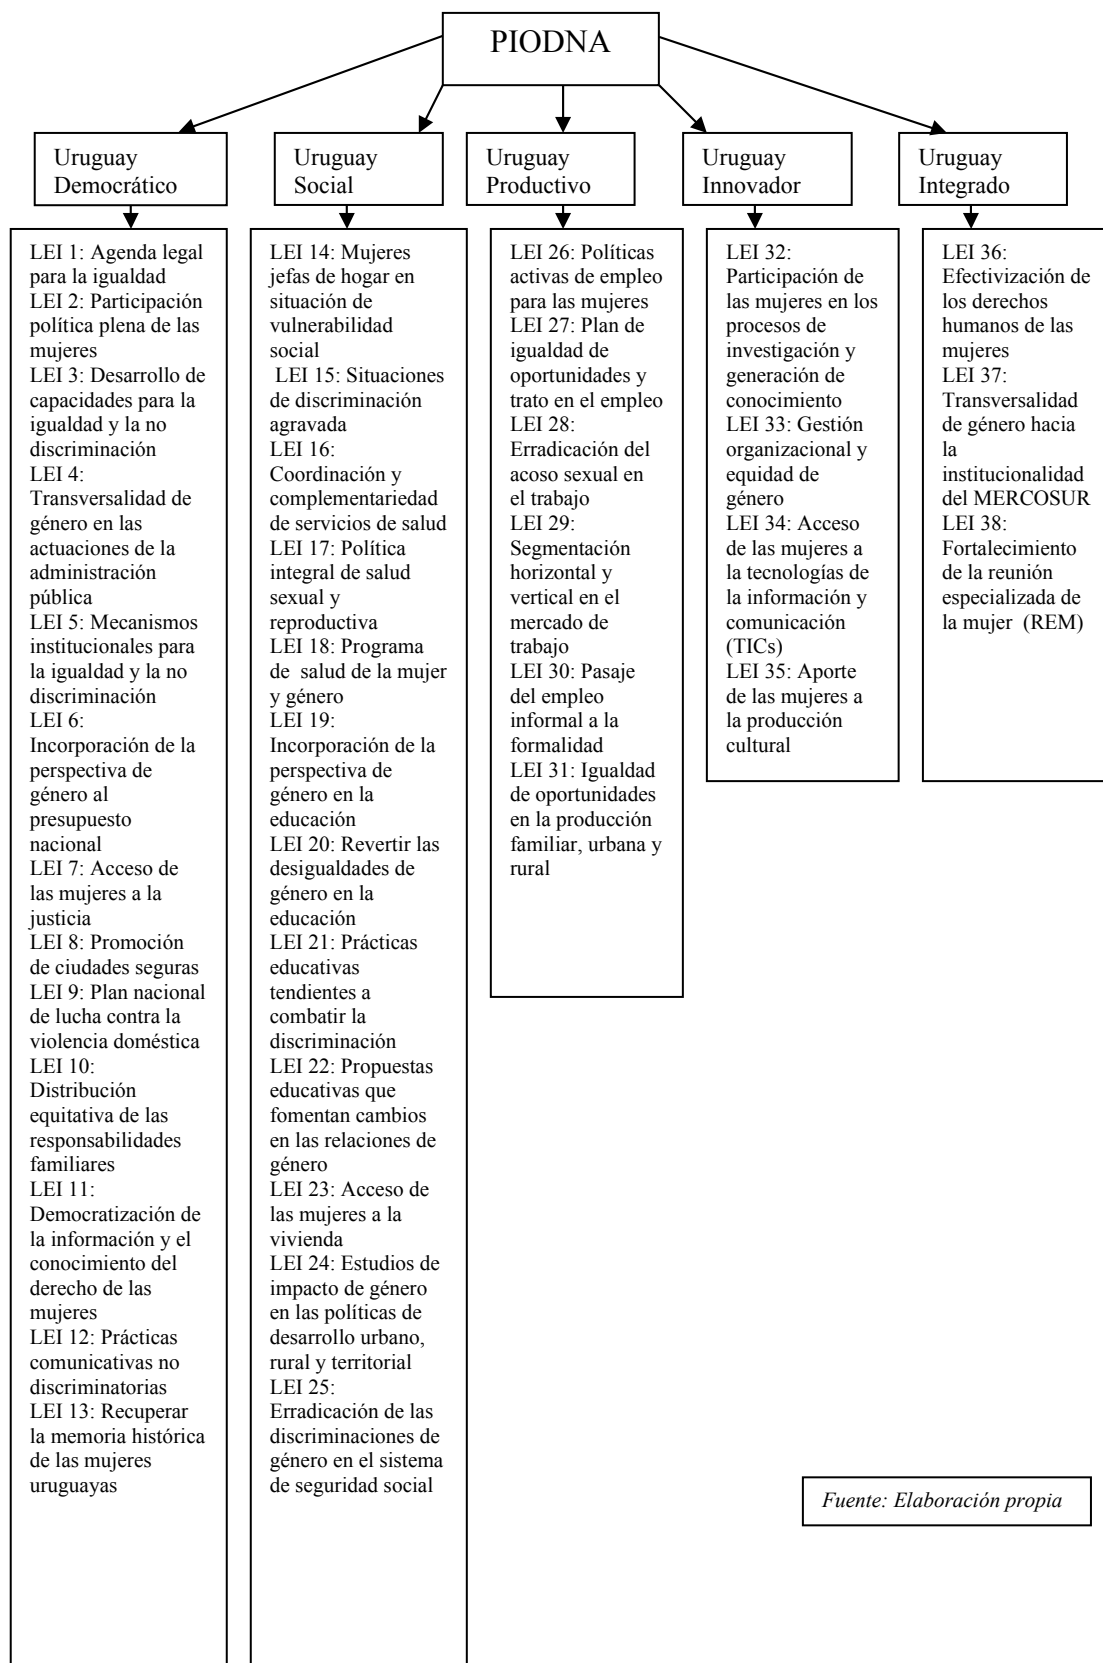 PIODNA
Uruguay
Democrático
Uruguay
Social
Uruguay
Productivo
Uruguay
Innovador
Uruguay
Integrado
LEI 1: Agenda legal
para la igualdad
LEI 2: Participación
política plena de las
mujeres
LEI 3: Desarrollo de
capacidades para la
igualdad y la no
discriminación
LEI 4:
Transversalidad de
género en las
actuaciones de la
administración
pública
LEI 5: Mecanismos
institucionales para
la igualdad y la no
discriminación
LEI 6:
Incorporación de la
perspectiva de
género al
presupuesto
nacional
LEI 7: Acceso de
las mujeres a la
justicia
LEI 8: Promoción
de ciudades seguras
LEI 9: Plan nacional
de lucha contra la
violencia doméstica
LEI 10:
Distribución
equitativa de las
responsabilidades
familiares
LEI 11:
Democratización de
la información y el
conocimiento del
derecho de las
mujeres
LEI 12: Prácticas
comunicativas no
discriminatorias
LEI 13: Recuperar
la memoria histórica
de las mujeres
uruguayas
LEI 14: Mujeres
jefas de hogar en
situación de
vulnerabilidad
social
LEI 15: Situaciones
de discriminación
agravada
LEI 16:
Coordinación y
complementariedad
de servicios de salud
LEI 17: Política
integral de salud
sexual y
reproductiva
LEI 18: Programa
de salud de la mujer
y género
LEI 19:
Incorporación de la
perspectiva de
género en la
educación
LEI 20: Revertir las
desigualdades de
género en la
educación
LEI 21: Prácticas
educativas
tendientes a
combatir la
discriminación
LEI 22: Propuestas
educativas que
fomentan cambios
en las relaciones de
género
LEI 23: Acceso de
las mujeres a la
vivienda
LEI 24: Estudios de
impacto de género
en las políticas de
desarrollo urbano,
rural y territorial
LEI 25:
Erradicación de las
discriminaciones de
género en el sistema
de seguridad social
LEI 26: Políticas
activas de empleo
para las mujeres
LEI 27: Plan de
igualdad de
oportunidades y
trato en el empleo
LEI 28:
Erradicación del
acoso sexual en
el trabajo
LEI 29:
Segmentación
horizontal y
vertical en el
mercado de
trabajo
LEI 30: Pasaje
del empleo
informal a la
formalidad
LEI 31: Igualdad
de oportunidades
en la producción
familiar, urbana y
rural
LEI 32:
Participación de
las mujeres en los
procesos de
investigación y
generación de
conocimiento
LEI 33: Gestión
organizacional y
equidad de
género
LEI 34: Acceso
de las mujeres a
la tecnologías de
la información y
comunicación
(TICs)
LEI 35: Aporte
de las mujeres a
la producción
cultural
LEI 36:
Efectivización de
los derechos
humanos de las
mujeres
LEI 37:
Transversalidad
de género hacia
la
institucionalidad
del MERCOSUR
LEI 38:
Fortalecimiento
de la reunión
especializada de
la mujer (REM)
Fuente: Elaboración propia